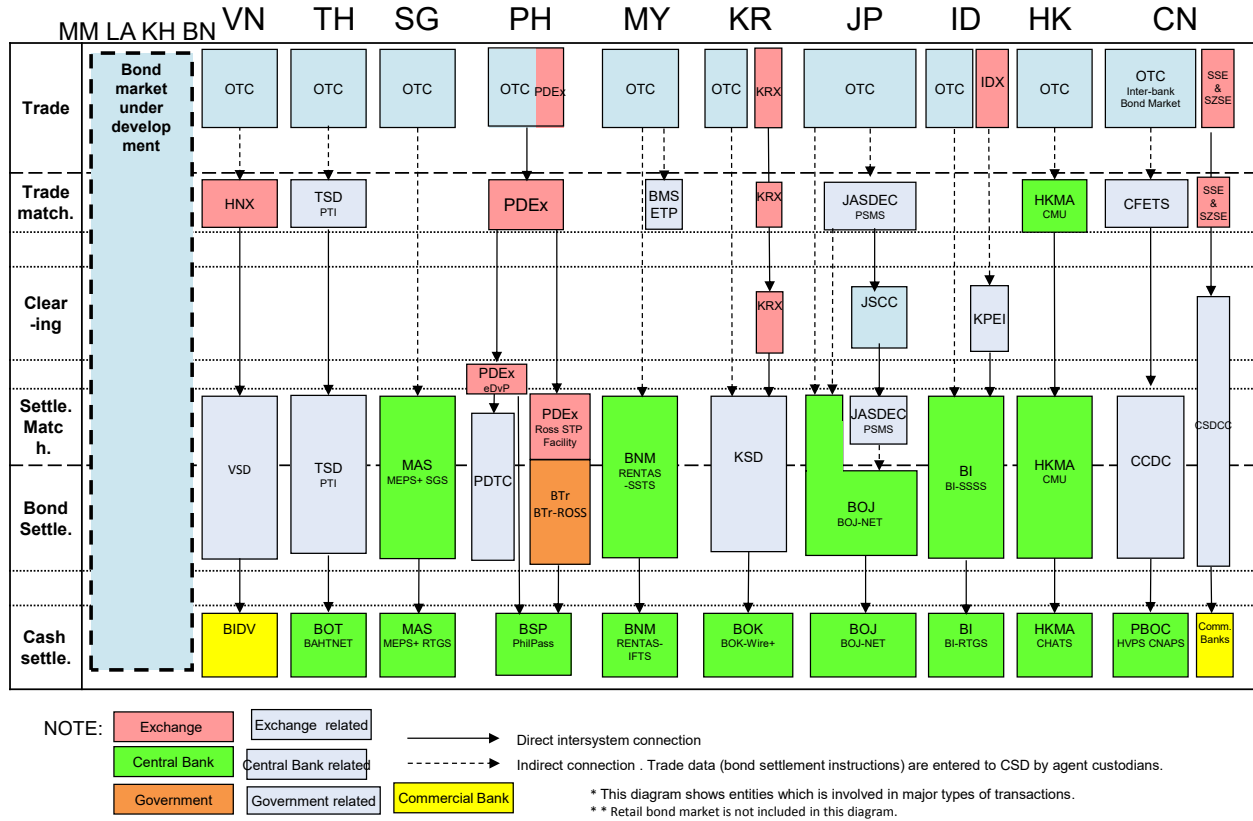 MM LA KH BN
VN
TH
SG
PH
MY
KR
JP
ID
HK
CN
Trade
Bond
market
under
develop
ment
OTC
OTC
OTC
OTC
PDEx
OTC
OTC
KRX
OTC
OTC
IDX
OTC
OTC
Inter-bank
Bond Market
SSE
&
SZSE
Trade
match.
HNX
TSD
PTI
PDEx
BMS
ETP
KRX
JASDEC
PSMS
HKMA
CMU
CFETS
SSE
&
SZSE
Clear
-ing
KRX
JSCC
KPEI
PDEx
eDvP
Settle.
Matc
h.
PDEx
Ross STP
Facility
JASDEC
PSMS
CSDCC
VSD
TSD
PTI
MAS
MEPS+ SGS
PDTC
BNM
RENTAS
-SSTS
KSD
BI
BI-SSSS
HKMA
CMU
CCDC
Bond
Settle.
BTr
BTr-ROSS
BOJ
BOJ-NET
Cash
settle.
BIDV
BOT
BAHTNET
MAS
MEPS+ RTGS
BSP
PhilPass
BNM
RENTAS-
IFTS
BOK
BOK-Wire+
BOJ
BOJ-NET
BI
BI-RTGS
HKMA
CHATS
PBOC
HVPS CNAPS
Comm.
Banks
NOTE:
Exchange
Exchange related
Direct intersystem connection
Central Bank
Central Bank related
Indirect connection . Trade data (bond settlement instructions) are entered to CSD by agent custodians.
Government
Government related
Commercial Bank
* This diagram shows entities which is involved in major types of transactions.
* * Retail bond market is not included in this diagram.